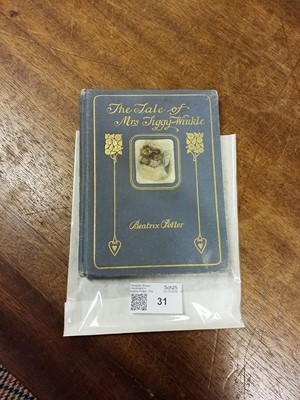 The Tale of
Mrs Tiggy-Winkle
Beatrix Potter
31